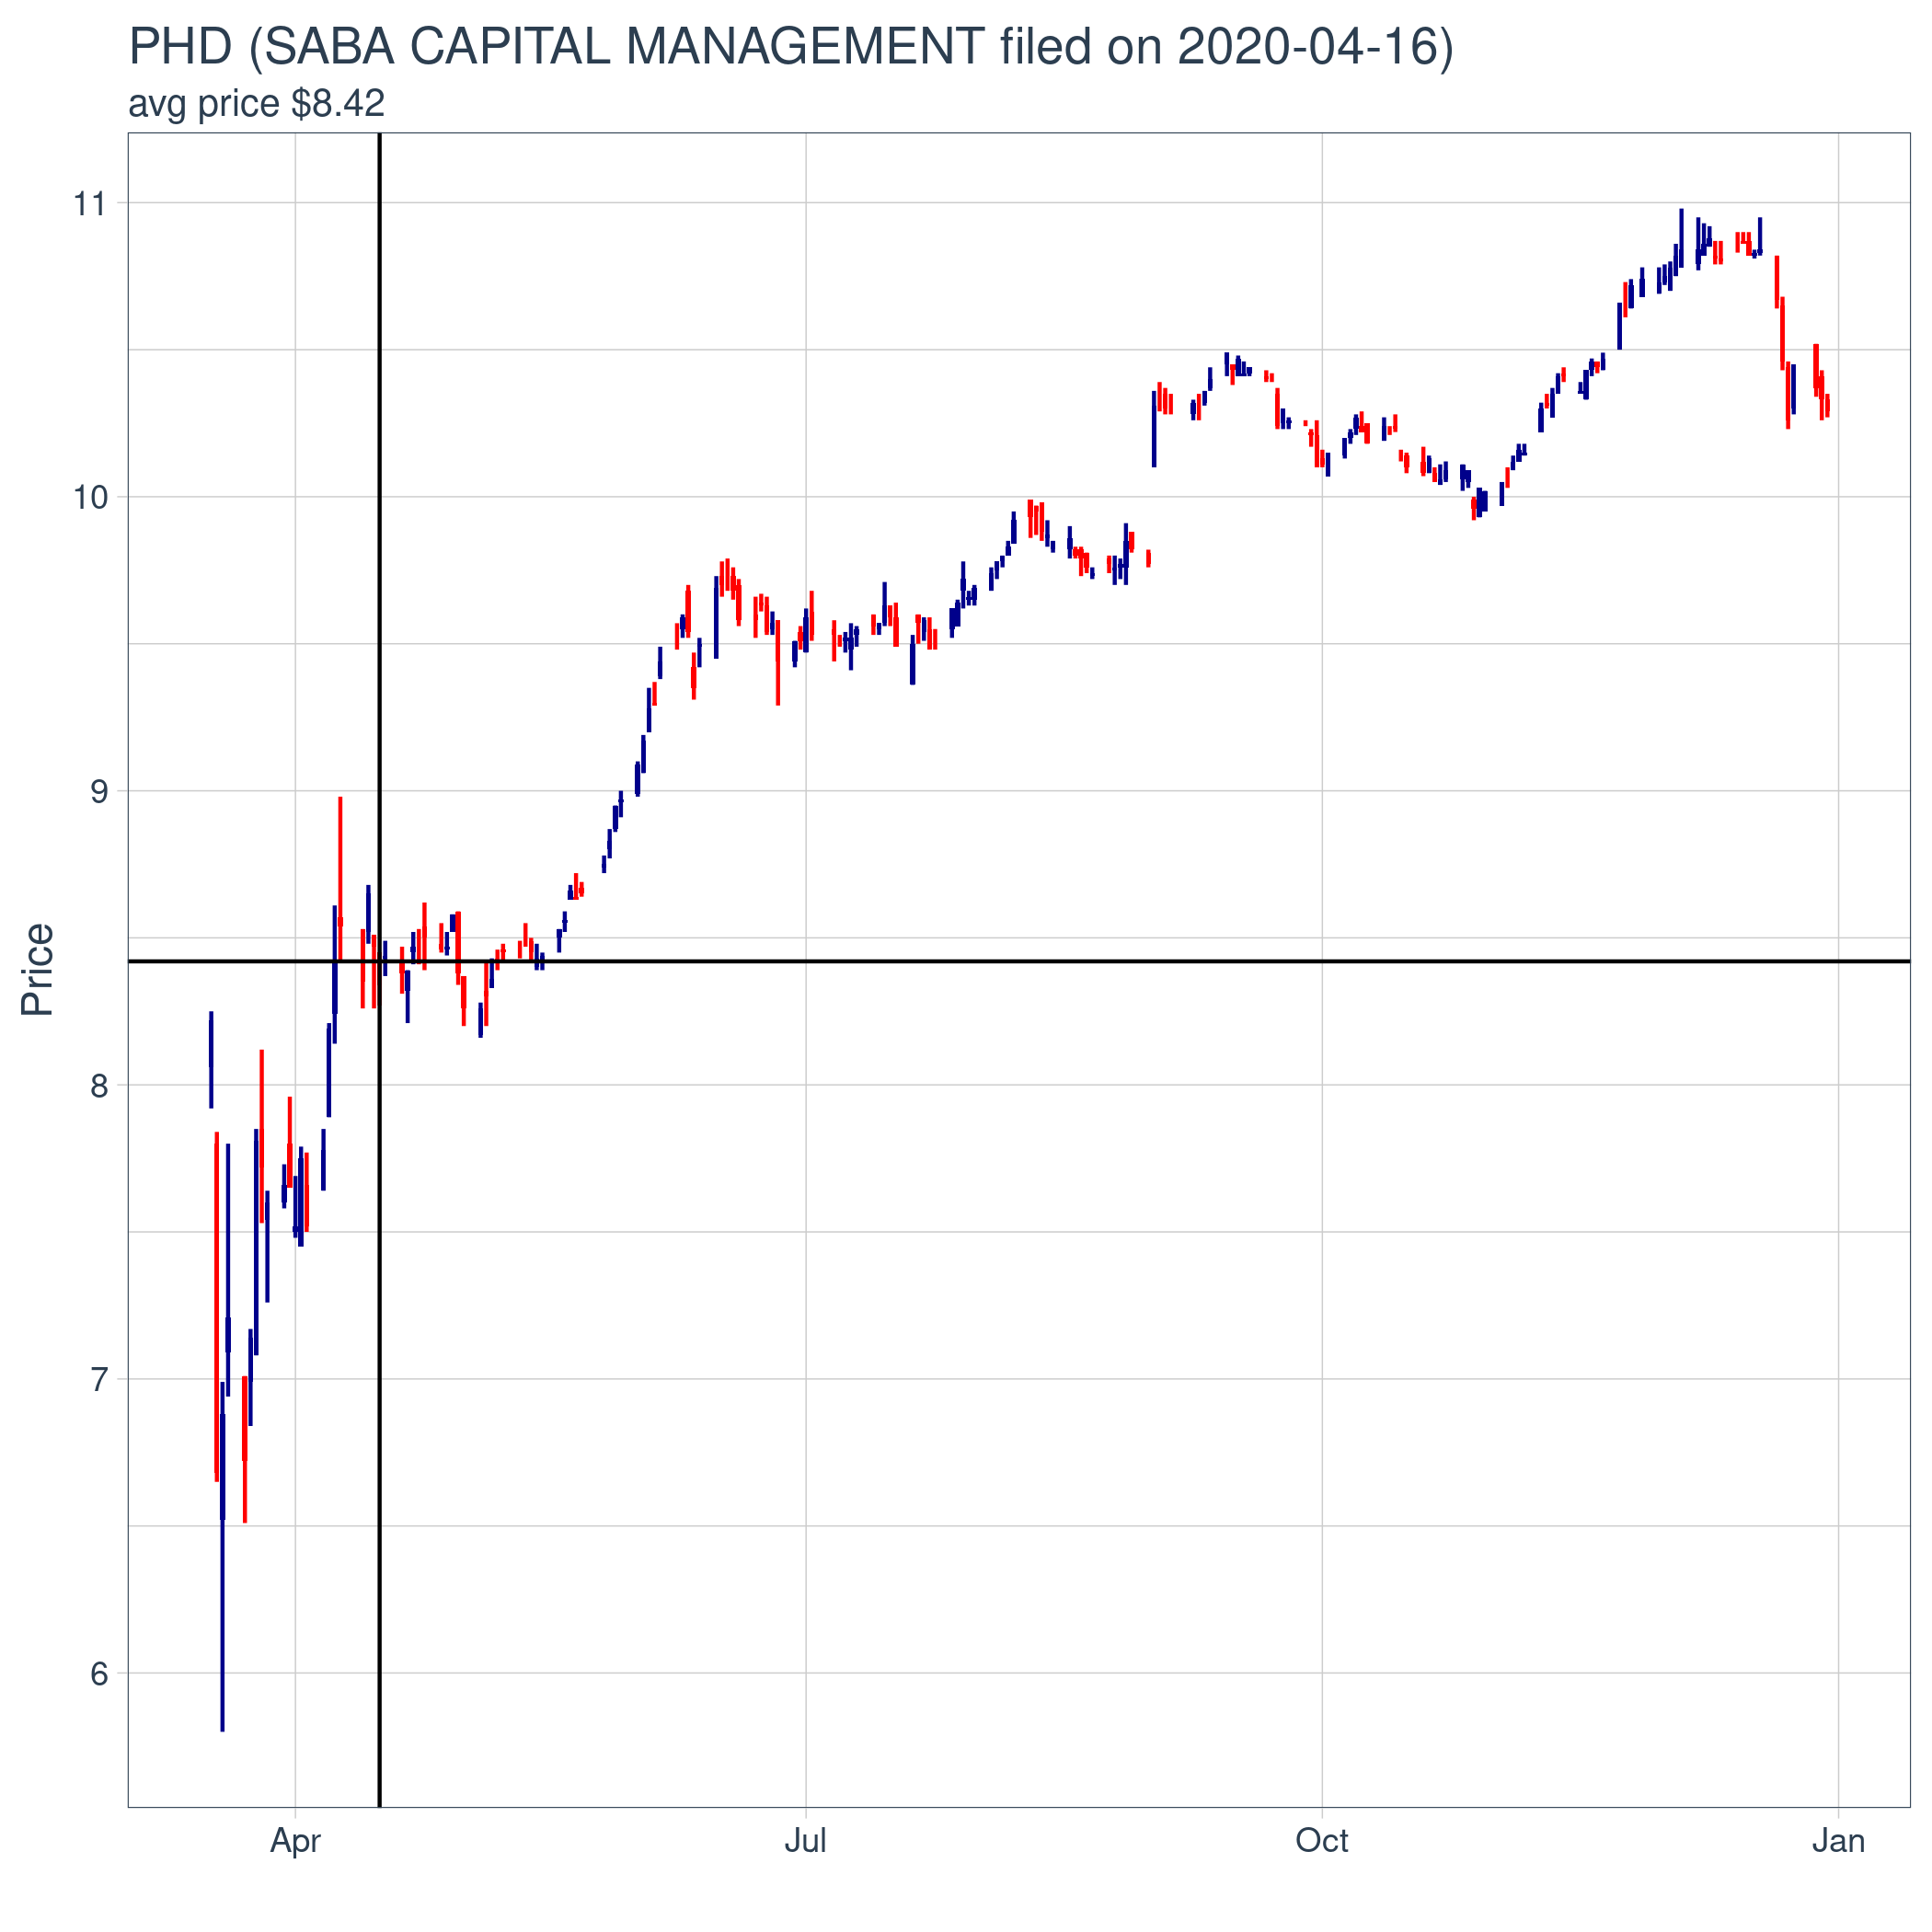 PHD (SABA CAPITAL MANAGEMENT filed on 2020-04-16)
avg price $8.42
11
10
9
8
7
6
Price
Apr Jul Oct Jan